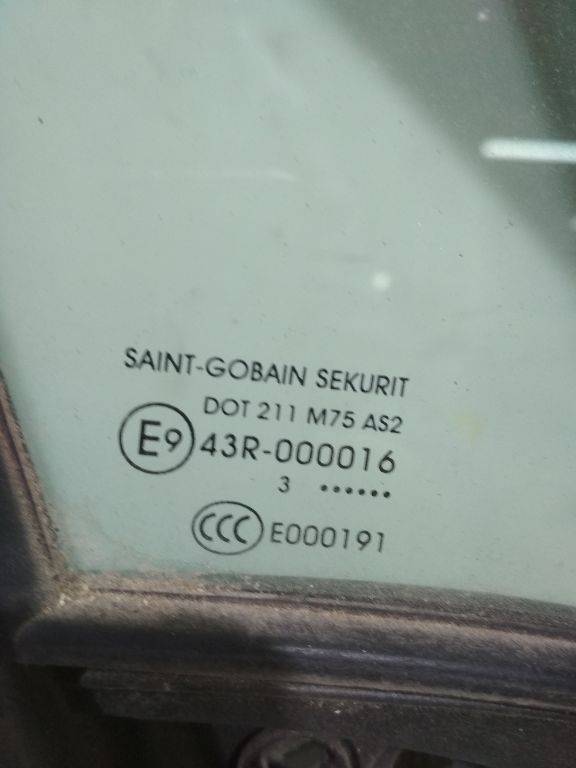 SAINT-GOBAIN SEKURIT
DOT 211 M75 AS2
E9 43R-000016
3 ••••••
CCC E000191